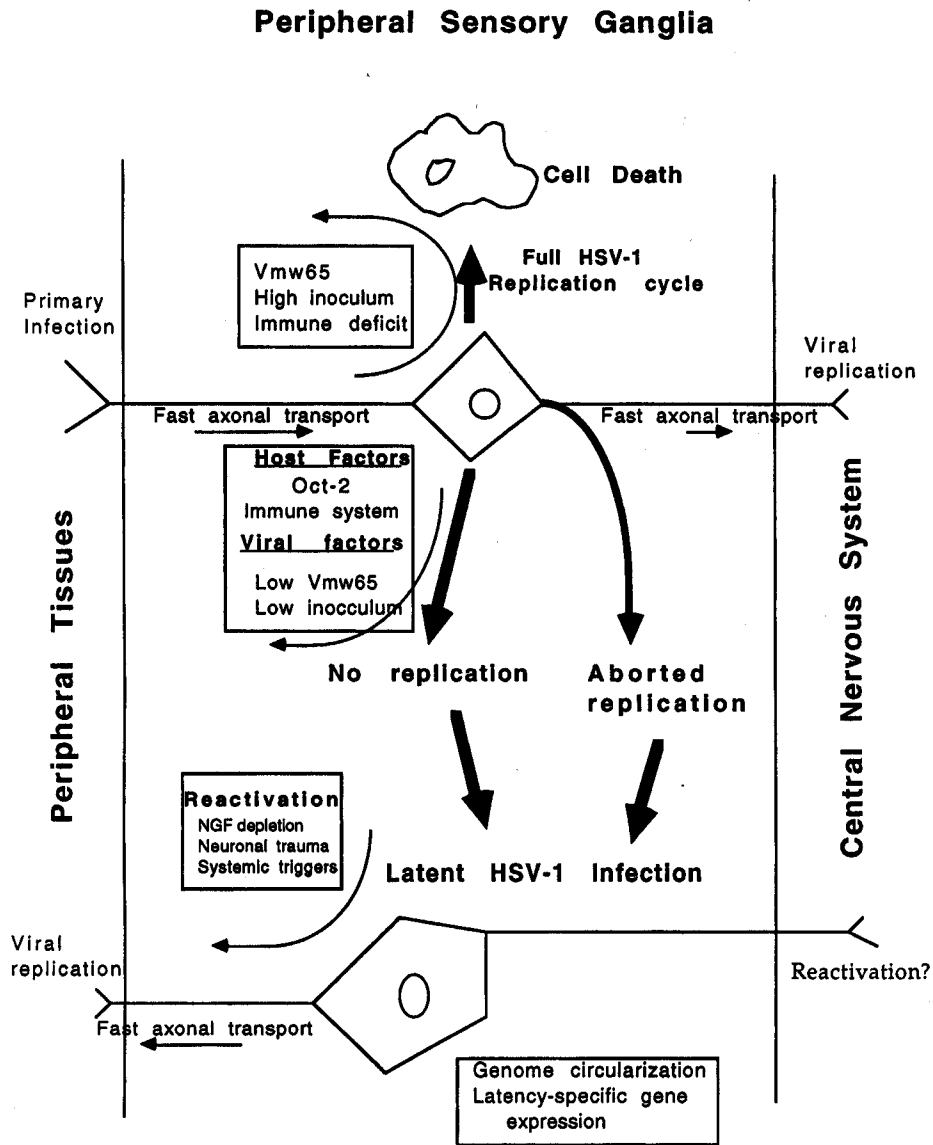 Peripheral Sensory Ganglia
Cell Death
Full HSV-1
Replication cycle
Vmw65
High inoculum
Immune deficit
Primary
Infection
Viral
replication
Fast axonal transport
Fast axonal transport
Host Factors
Oct-2
Immune system
Viral factors
Low Vmw65
Low inocculum
Peripheral Tissues
Central Nervous System
No replication
Aborted
replication
Reactivation
NGF depletion
Neuronal trauma
Systemic triggers
Latent HSV-1 Infection
Viral
replication
Reactivation?
Fast axonal transport
Genome circularization
Latency-specific gene
expression